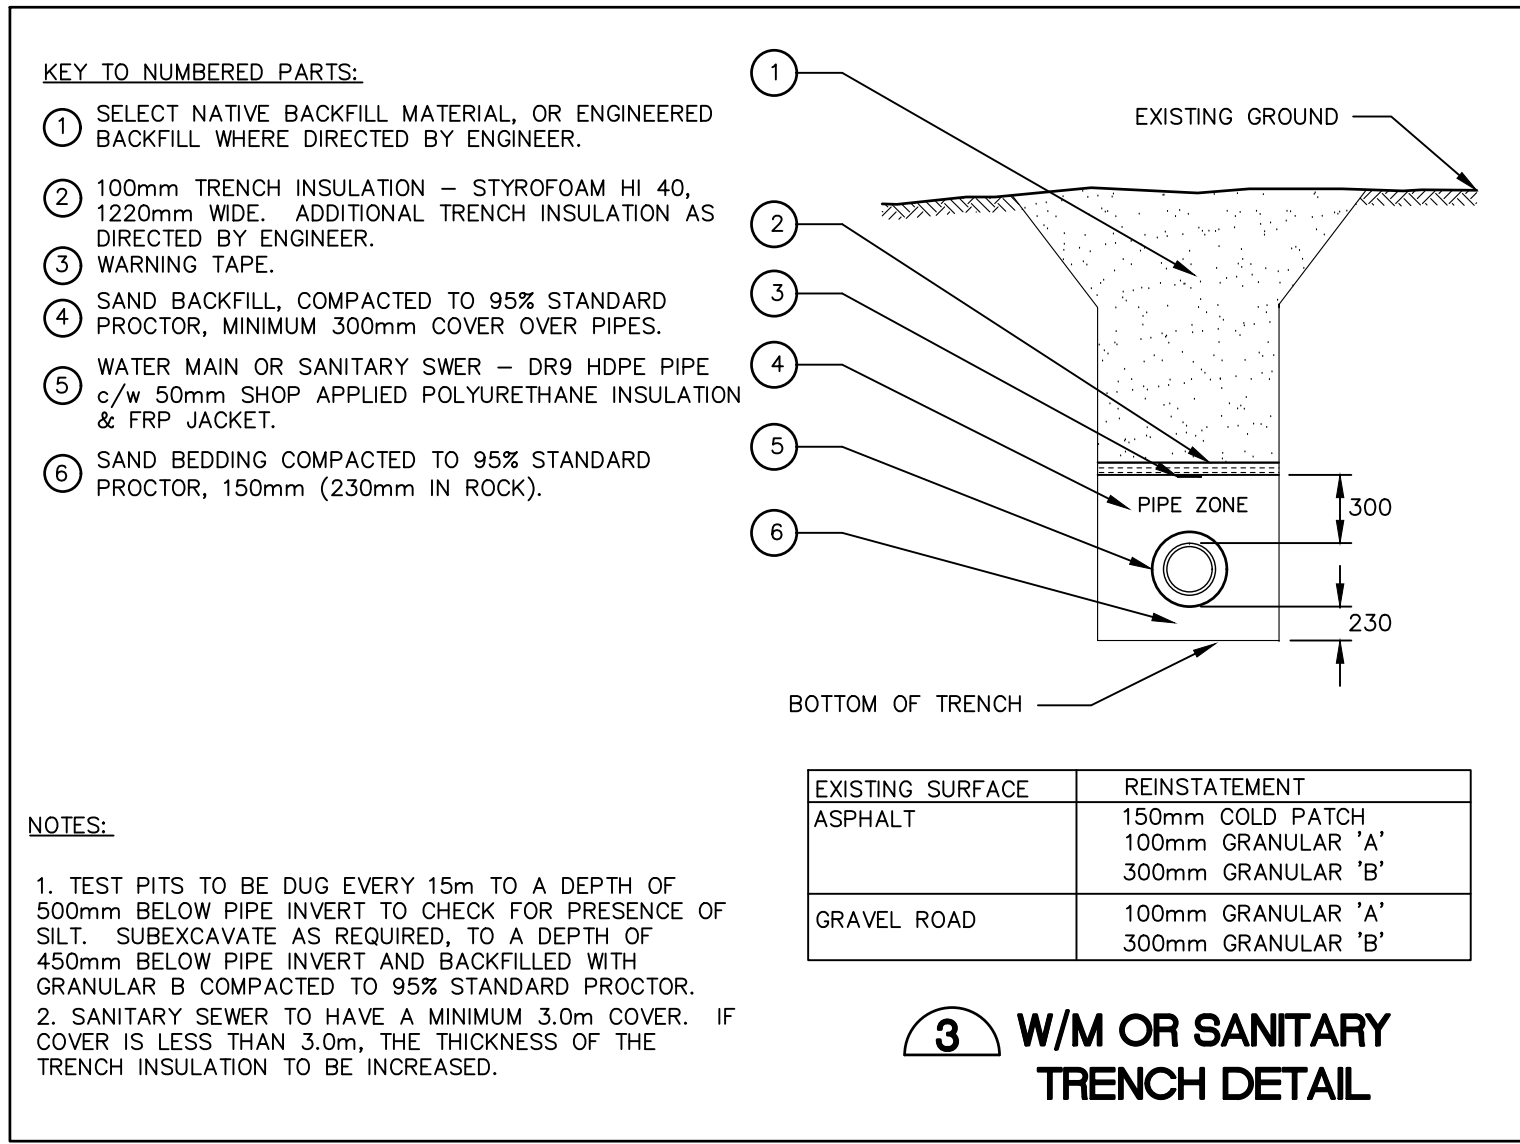 KEY TO NUMBERED PARTS:
1 SELECT NATIVE BACKFILL MATERIAL, OR ENGINEERED
BACKFILL WHERE DIRECTED BY ENGINEER.
2 100mm TRENCH INSULATION – STYROFOAM HI 40,
1220mm WIDE. ADDITIONAL TRENCH INSULATION AS
DIRECTED BY ENGINEER.
3 WARNING TAPE.
4 SAND BACKFILL, COMPACTED TO 95% STANDARD
PROCTOR, MINIMUM 300mm COVER OVER PIPES.
5 WATER MAIN OR SANITARY SWER – DR9 HDPE PIPE
c/w 50mm SHOP APPLIED POLYURETHANE INSULATION
& FRP JACKET.
6 SAND BEDDING COMPACTED TO 95% STANDARD
PROCTOR, 150mm (230mm IN ROCK).
1
EXISTING GROUND
2
3
4
5
6
PIPE ZONE
300
230
BOTTOM OF TRENCH
EXISTING SURFACE REINSTATEMENT
ASPHALT 150mm COLD PATCH
100mm GRANULAR 'A'
300mm GRANULAR 'B'
GRAVEL ROAD 100mm GRANULAR 'A'
300mm GRANULAR 'B'
NOTES:
1. TEST PITS TO BE DUG EVERY 15m TO A DEPTH OF
500mm BELOW PIPE INVERT TO CHECK FOR PRESENCE OF
SILT. SUBEXCAVATE AS REQUIRED, TO A DEPTH OF
450mm BELOW PIPE INVERT AND BACKFILLED WITH
GRANULAR B COMPACTED TO 95% STANDARD PROCTOR.
2. SANITARY SEWER TO HAVE A MINIMUM 3.0m COVER. IF
COVER IS LESS THAN 3.0m, THE THICKNESS OF THE
TRENCH INSULATION TO BE INCREASED.
3 W/M OR SANITARY
TRENCH DETAIL